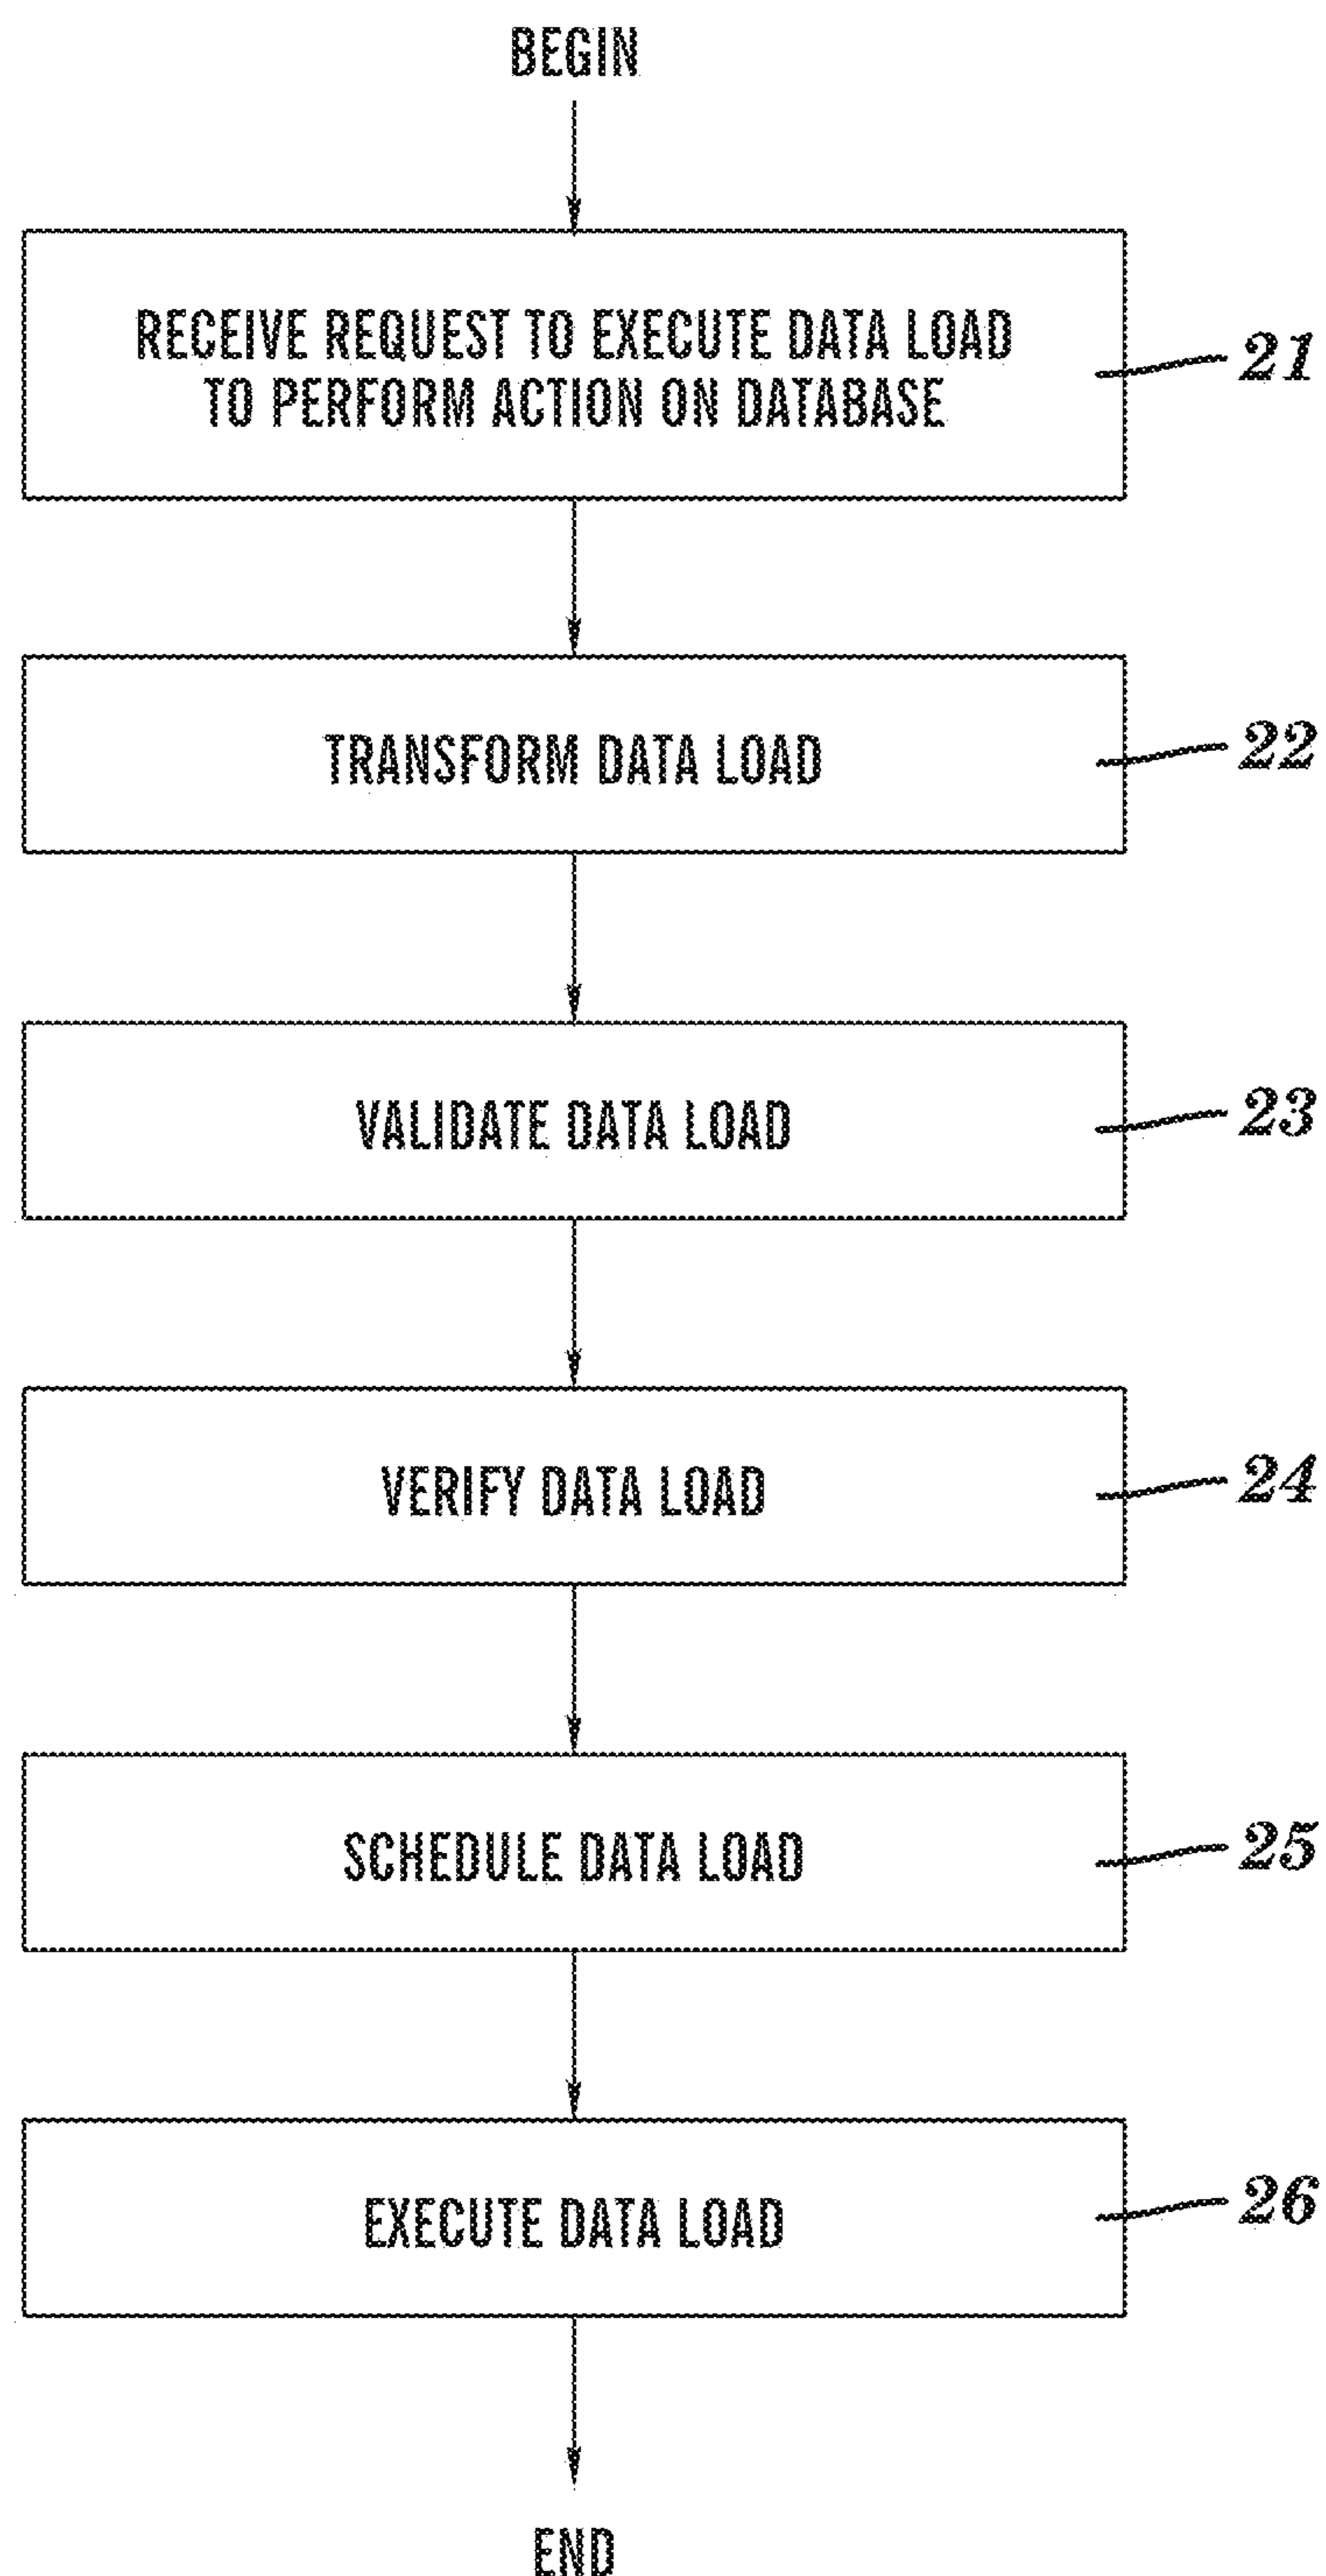 BEGIN
RECEIVE REQUEST TO EXECUTE DATA LOAD
TO PERFORM ACTION ON DATABASE
21
TRANSFORM DATA LOAD
22
VALIDATE DATA LOAD
23
VERIFY DATA LOAD
24
SCHEDULE DATA LOAD
25
EXECUTE DATA LOAD
26
END